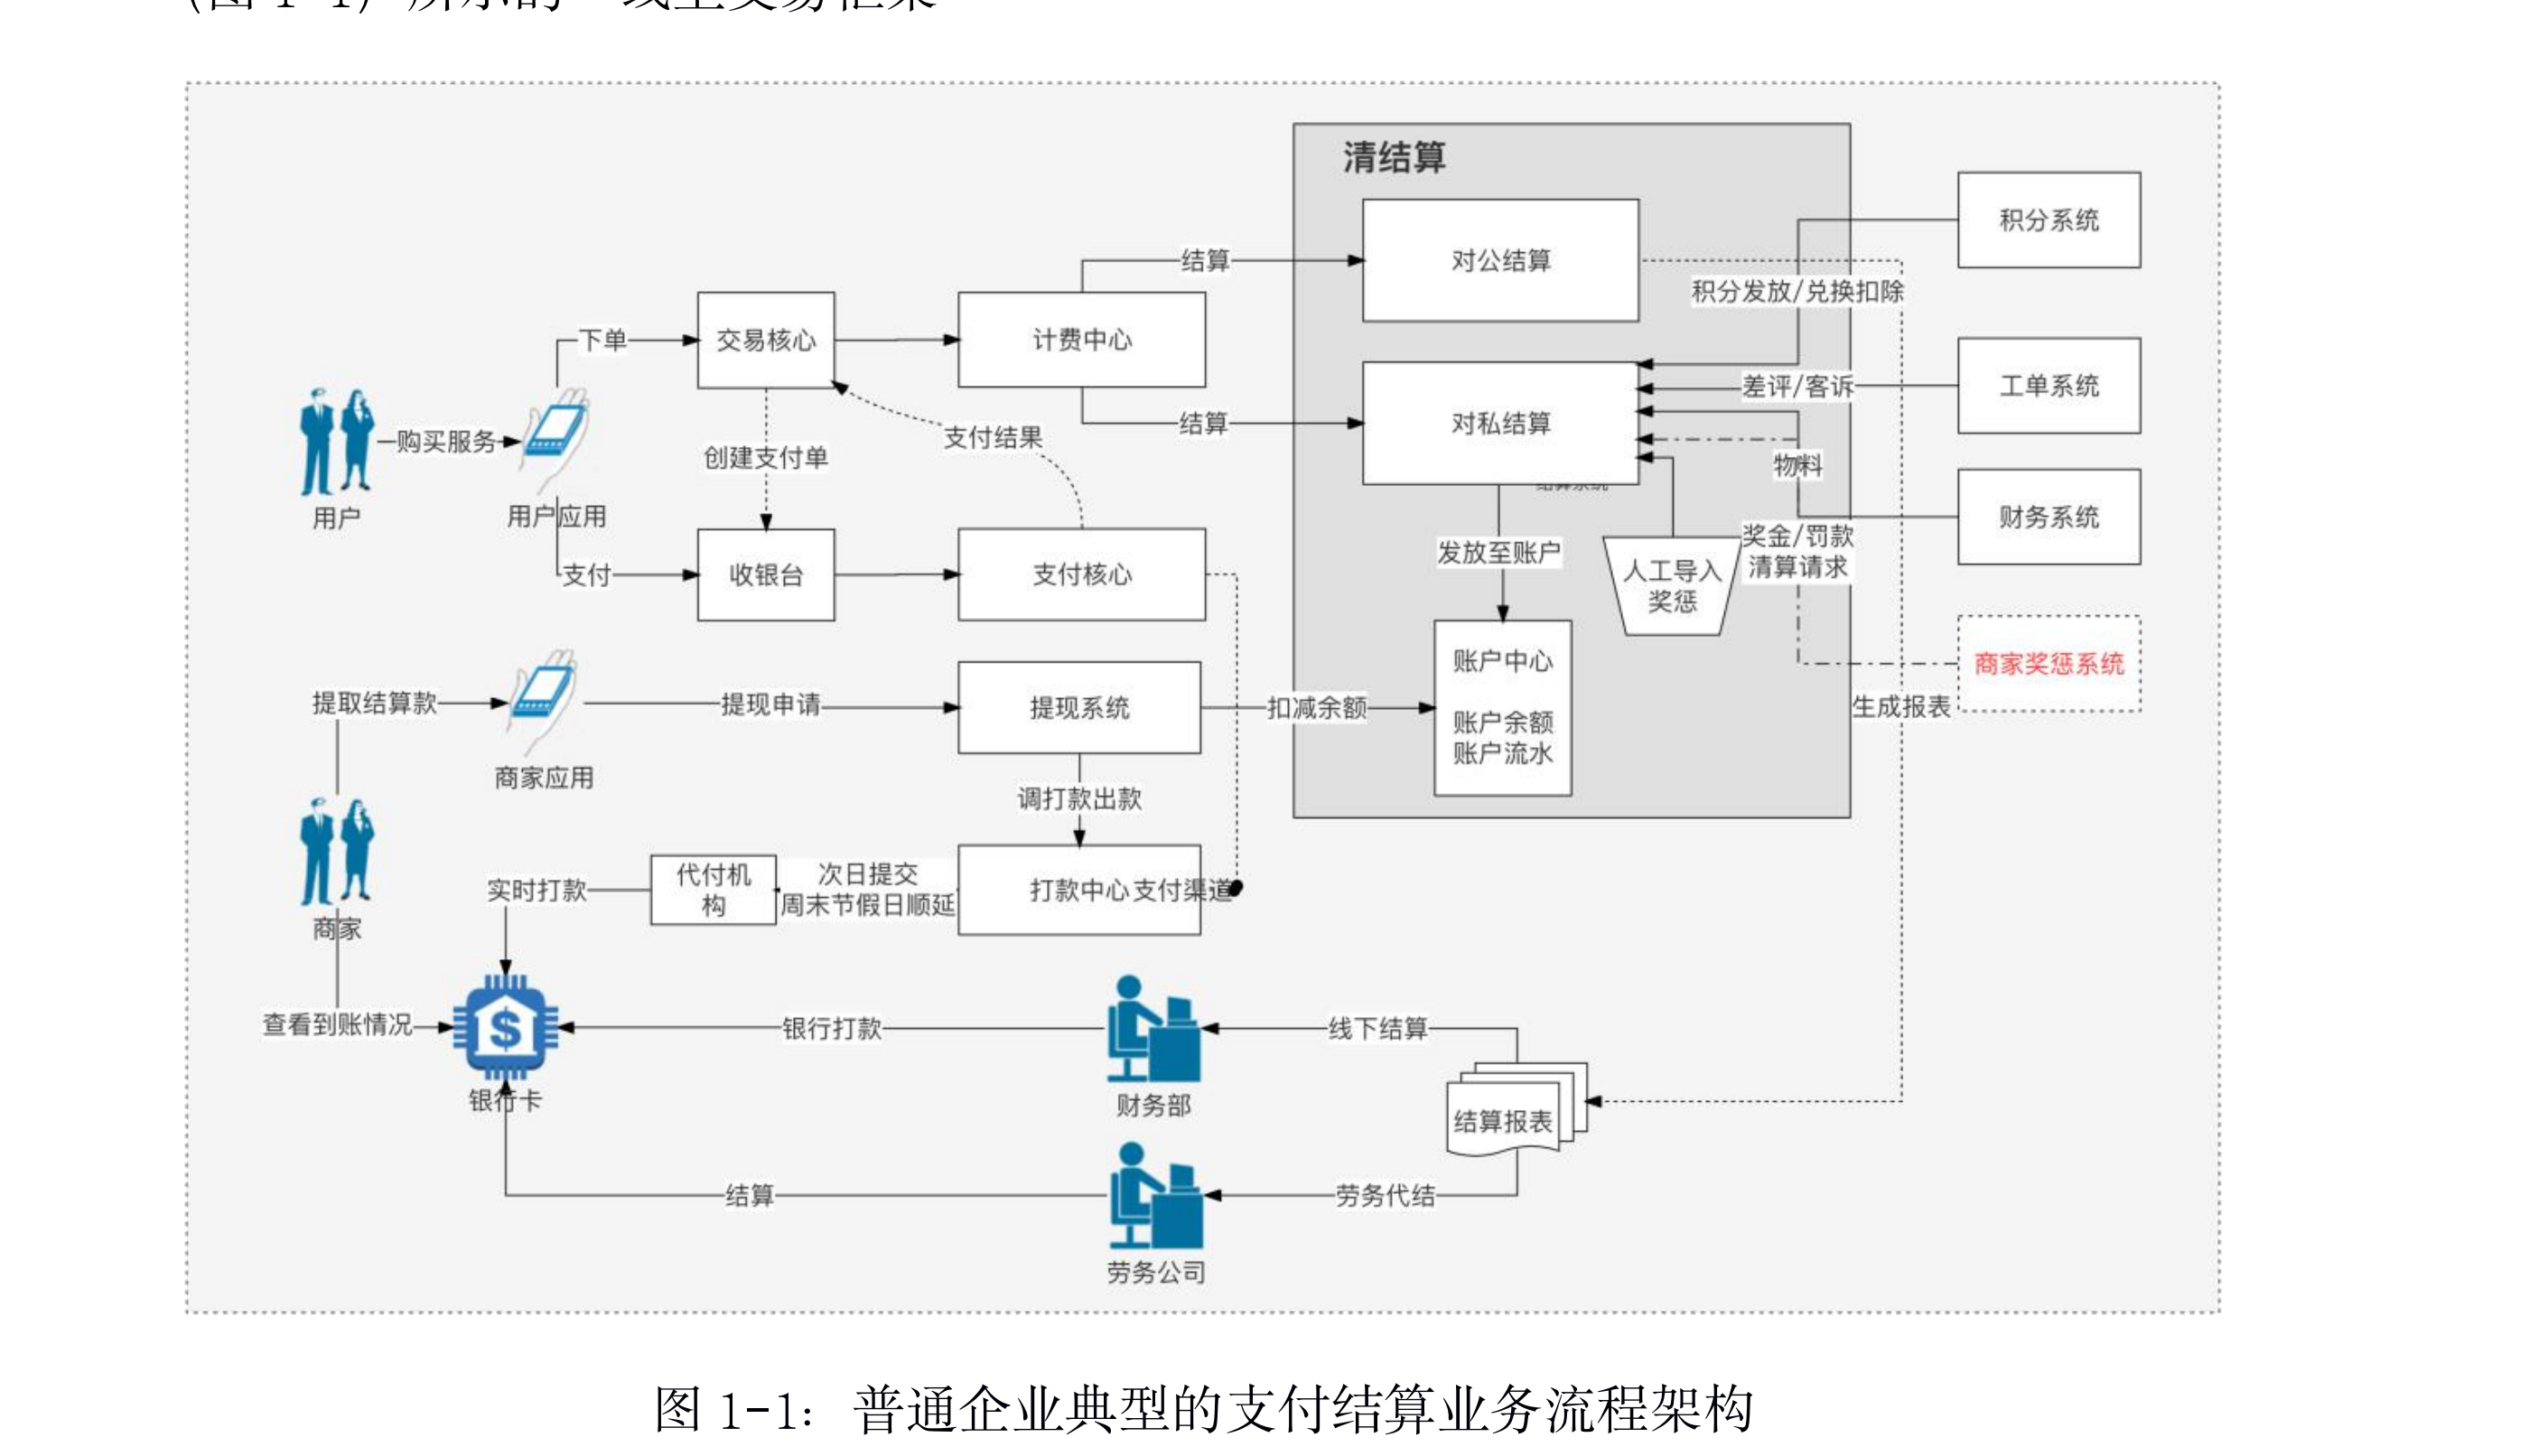 (图 1-1) 所示的 线上交易框架
清结算
积分系统
对公结算
结算
积分发放/兑换扣除
下单
交易核心
计费中心
差评/客诉
工单系统
对私结算
结算
支付结果
购买服务
创建支付单
物料
用户
用户应用
财务系统
奖金/罚款
清算请求
发放至账户
人工导入
奖惩
支付
收银台
支付核心
账户中心
账户余额
账户流水
商家奖惩系统
提取结算款
提现申请
提现系统
扣减余额
生成报表
商家应用
调打款出款
实时打款
代付机
构
次日提交
周末节假日顺延
打款中心
支付渠道
商家
查看到账情况
银行打款
线下结算
银行卡
财务部
结算报表
结算
劳务代结
劳务公司
图 1-1: 普通企业典型的支付结算业务流程架构